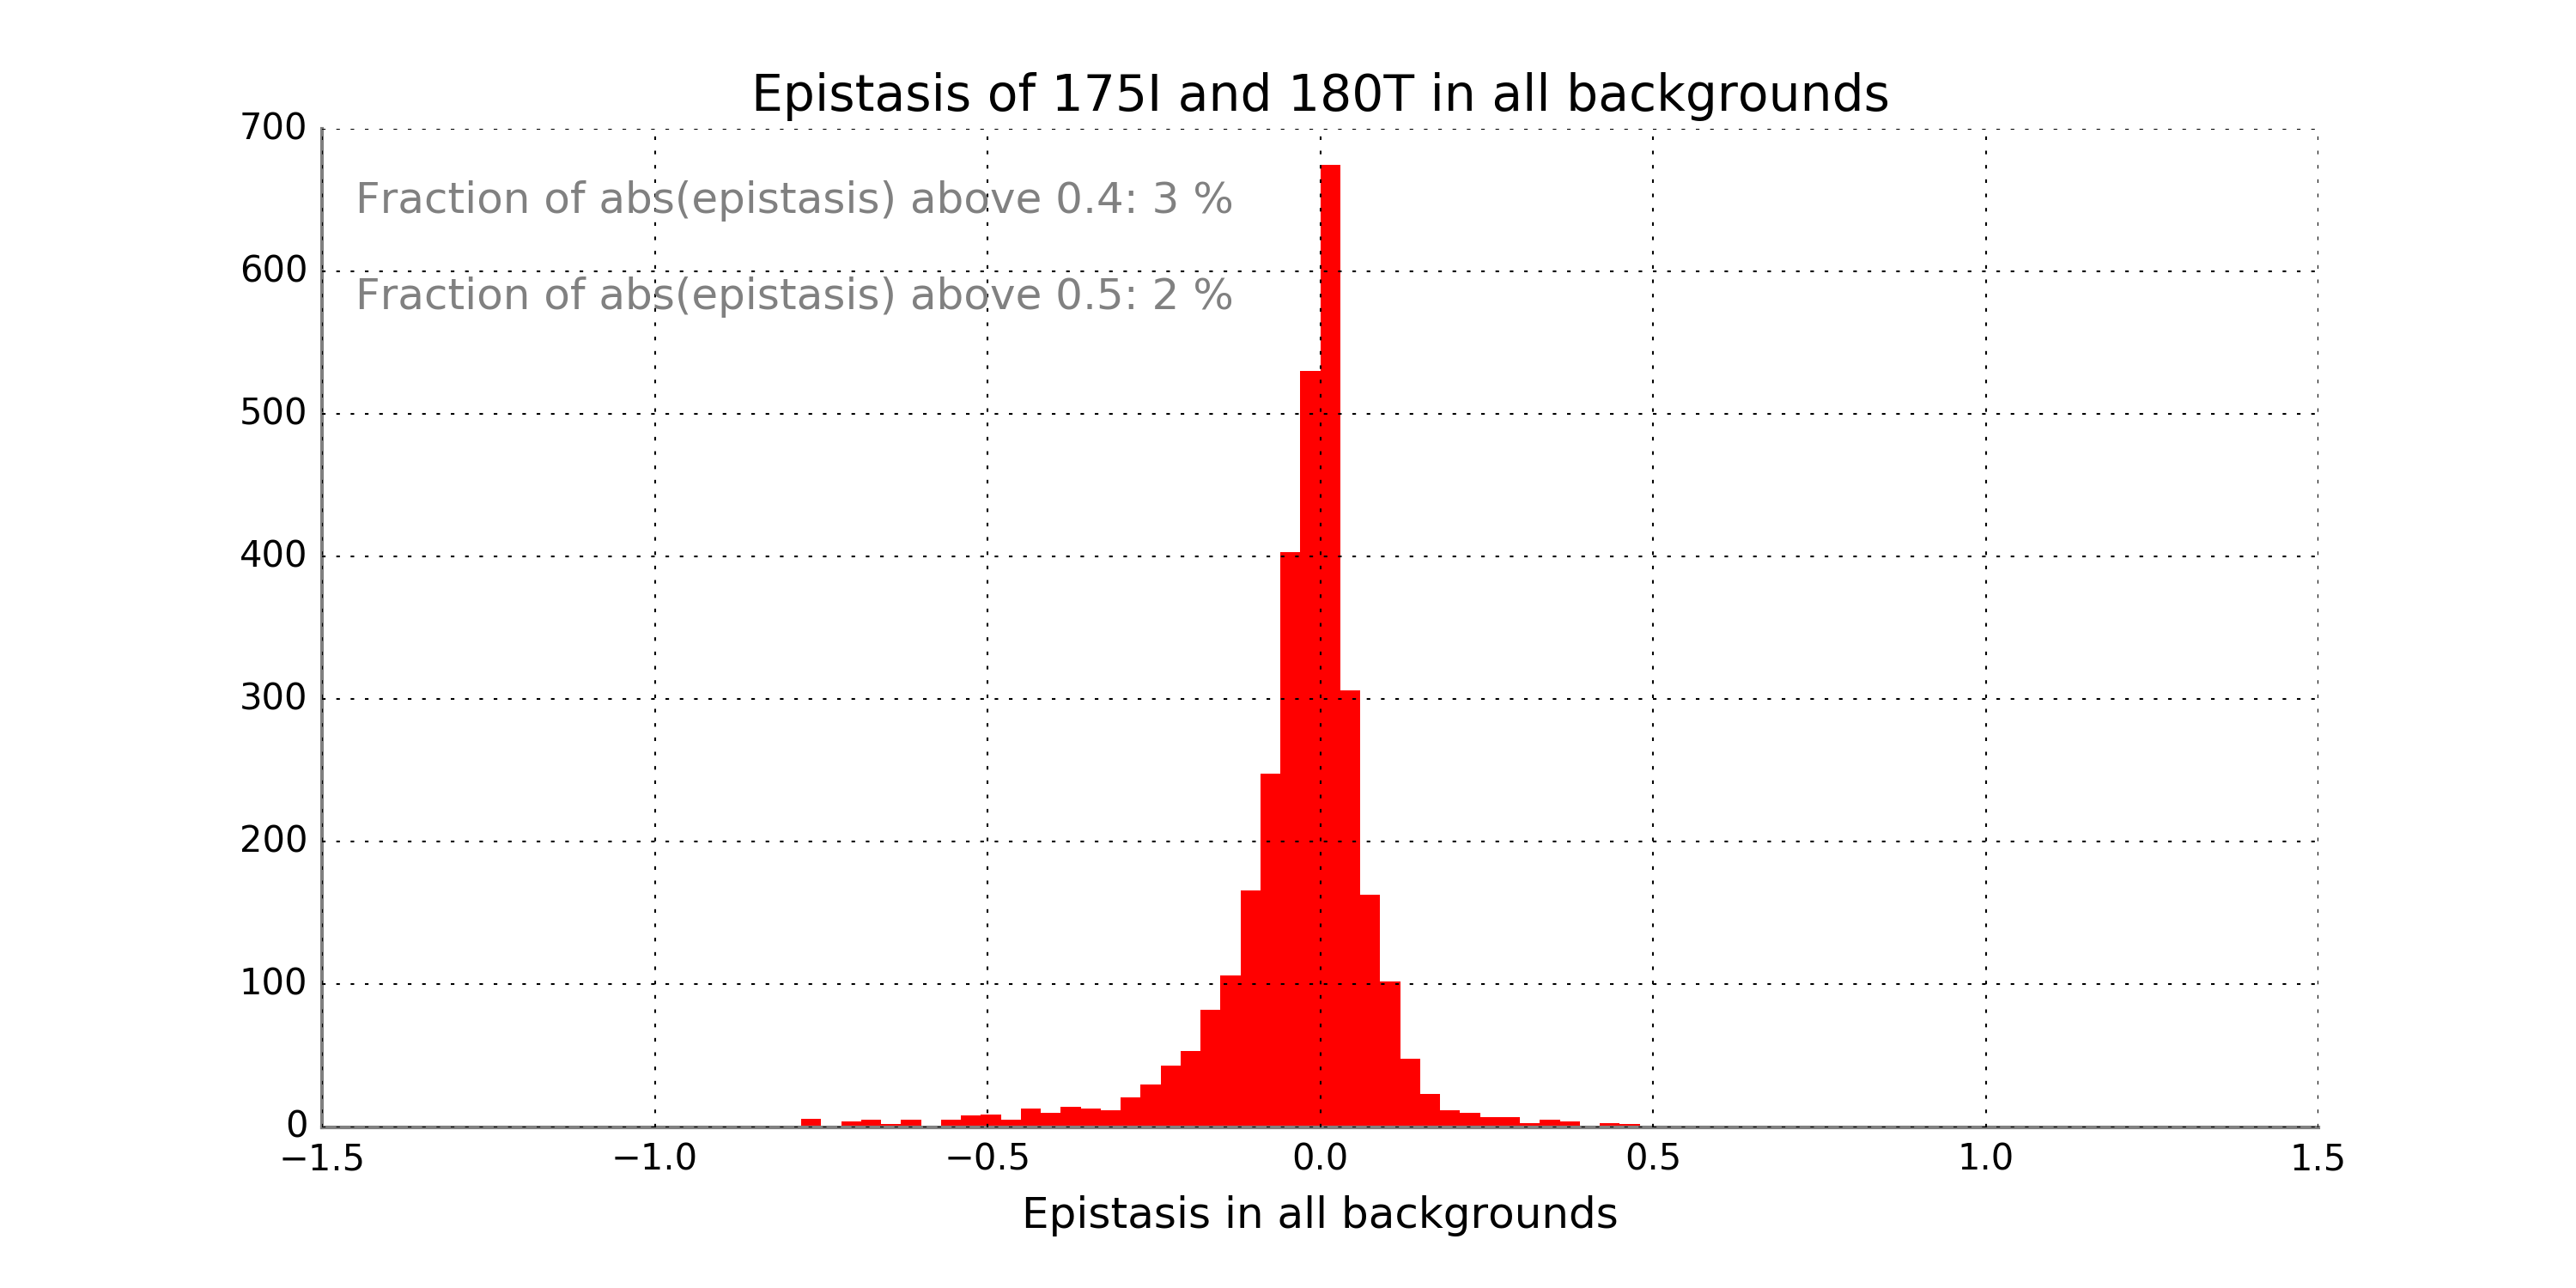 Epistasis of 175I and 180T in all backgrounds
700
Fraction of abs(epistasis) above 0.4: 3 %
600
Fraction of abs(epistasis) above 0.5: 2 %
500
400
300
200
100
0
−1.5 −1.0 −0.5 0.0 0.5 1.0 1.5
Epistasis in all backgrounds